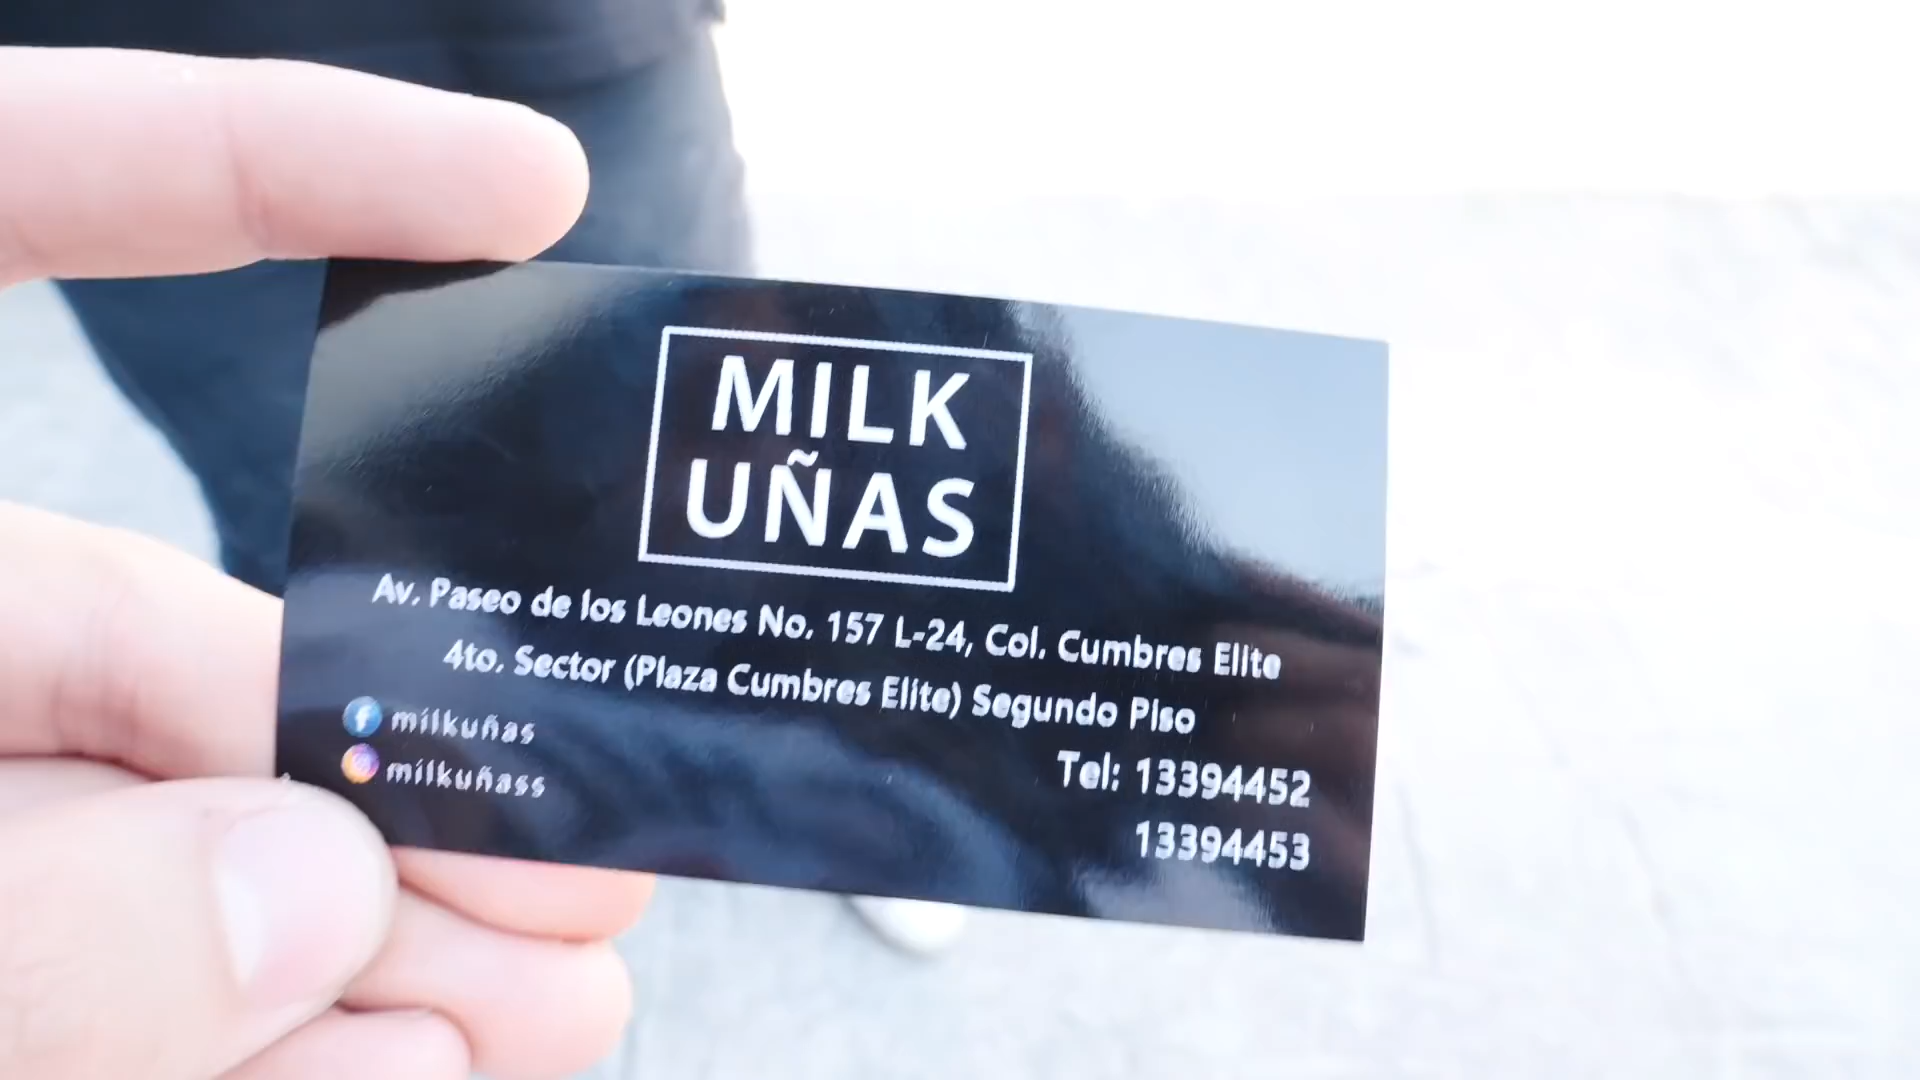 MILK
UÑAS
Av. Paseo de los Leones No. 157 L-24, Col. Cumbres Elite
4to. Sector (Plaza Cumbres Elite) Segundo Piso
milkuñas
milkuñass
Tel: 13394452
13394453